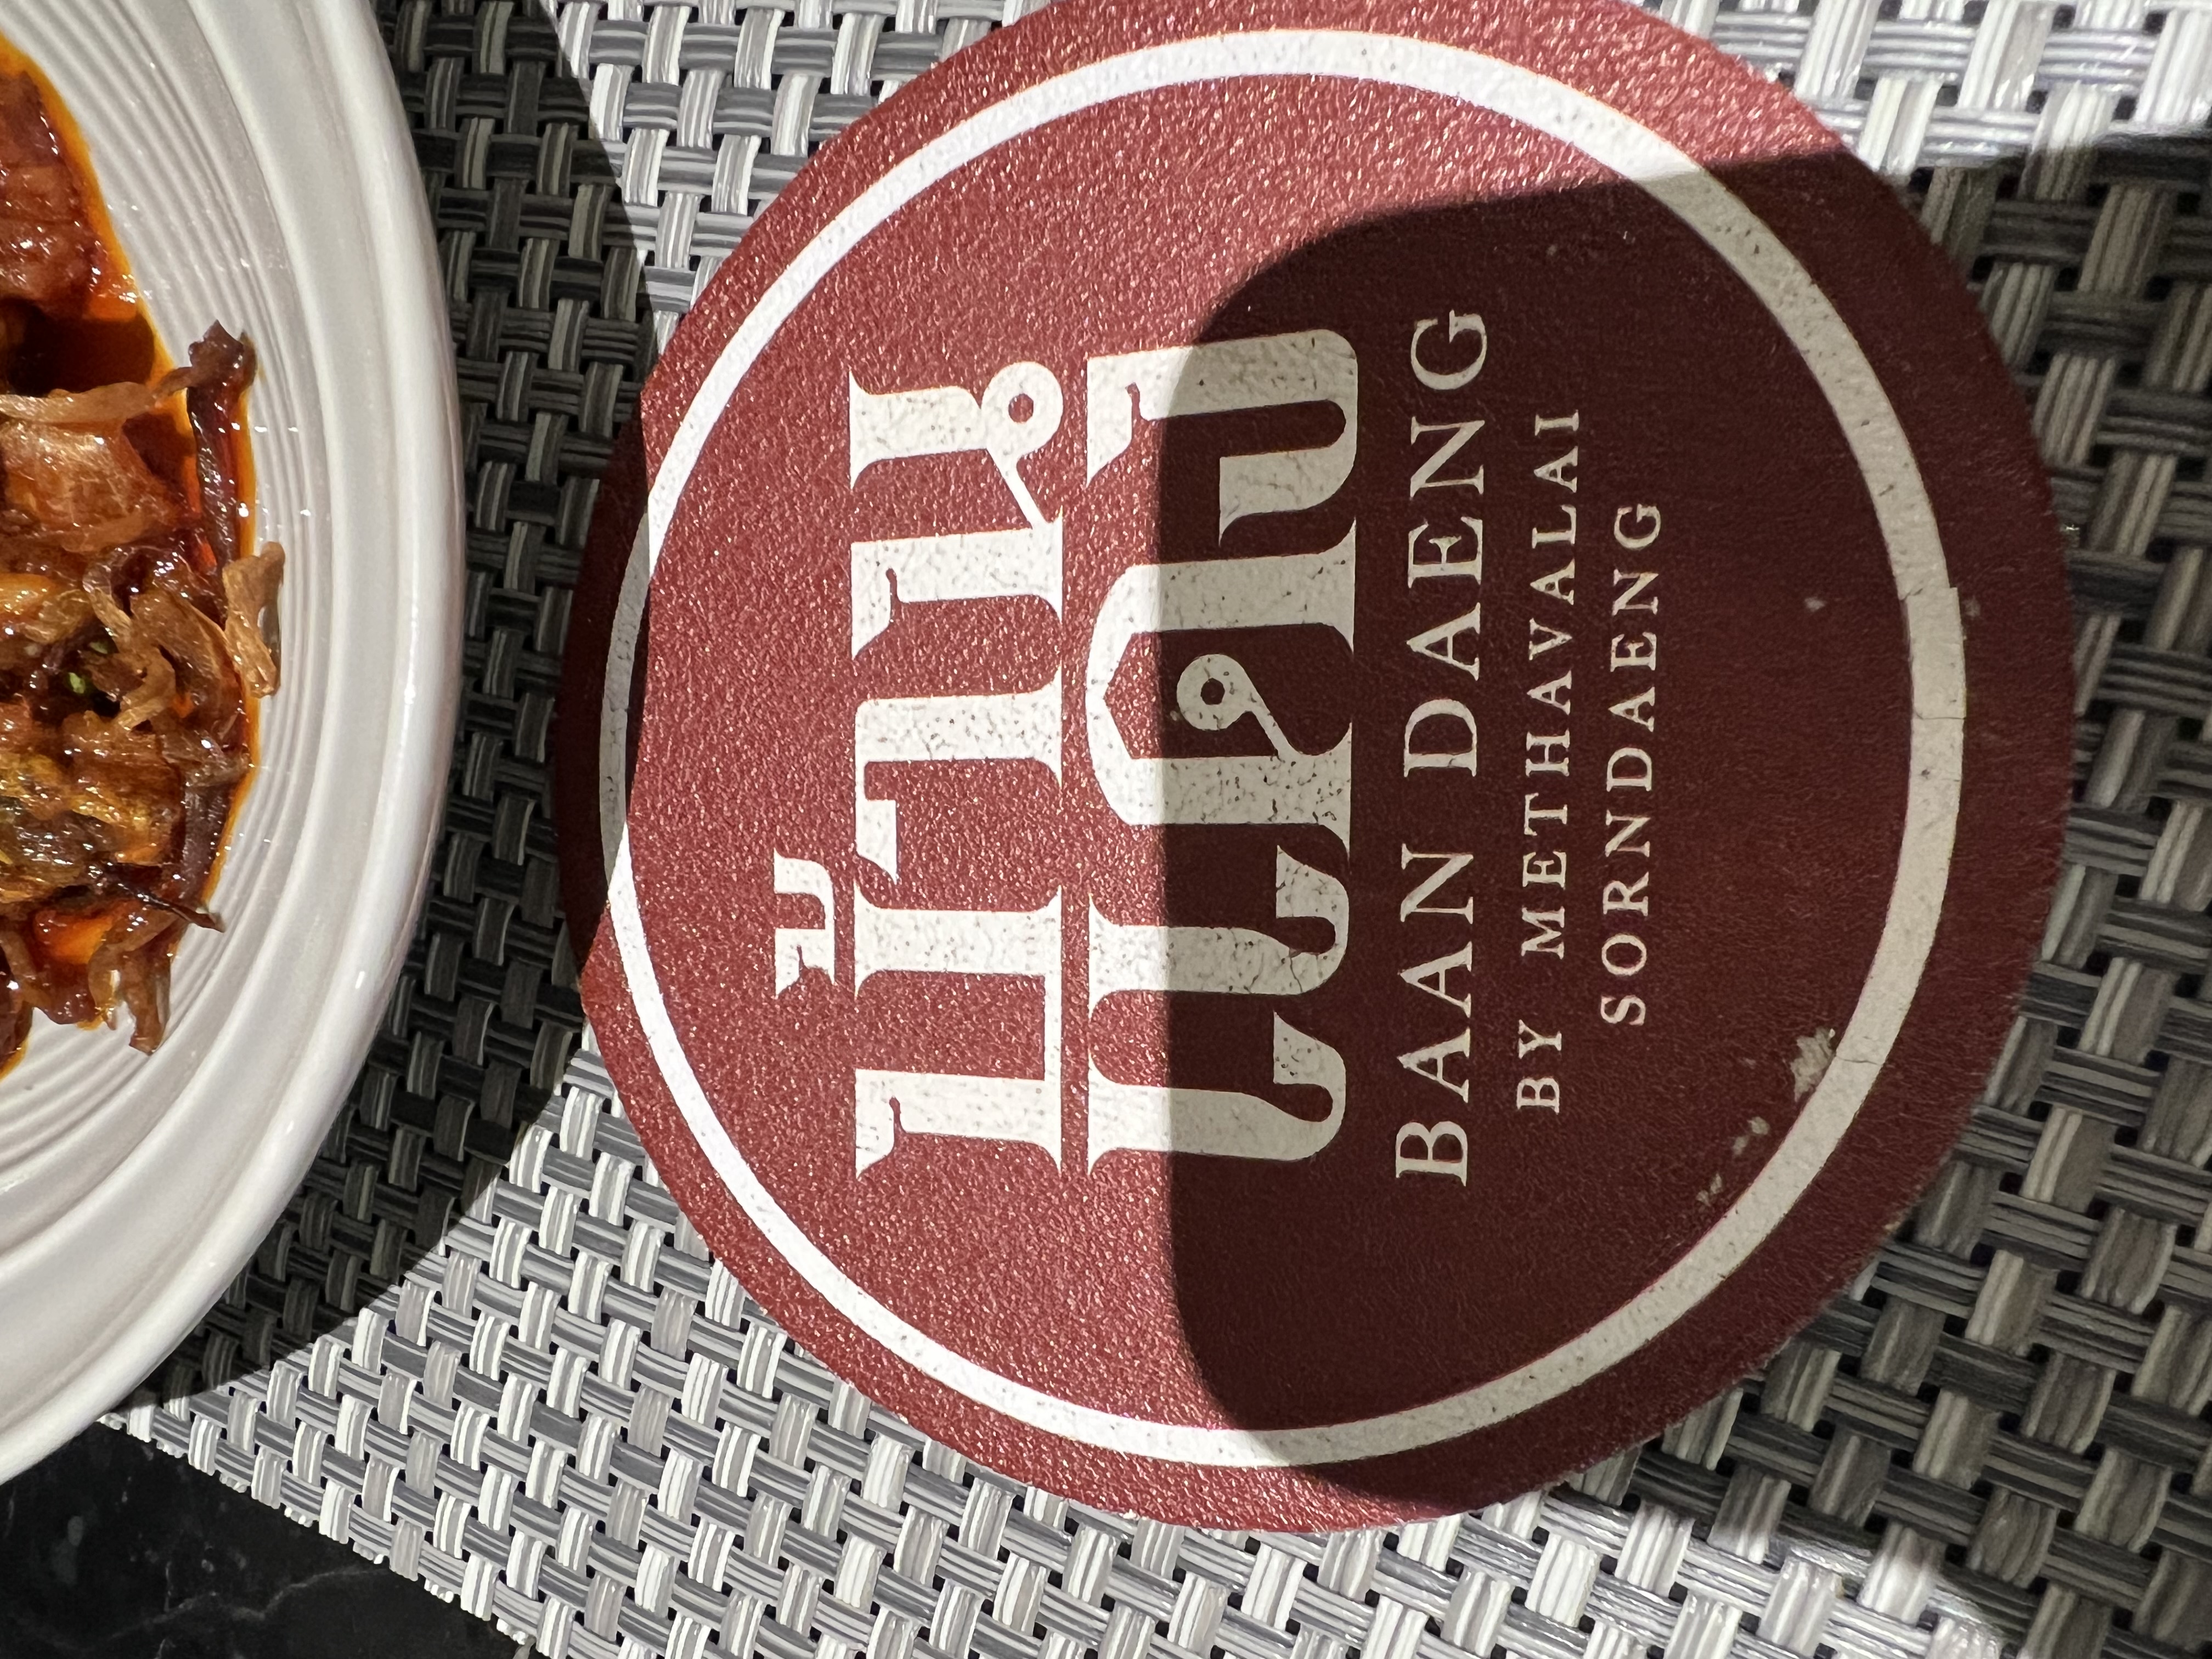 บ้าน
แดง
BAAN DAENG
BY METHAVALAI
SORNDAENG